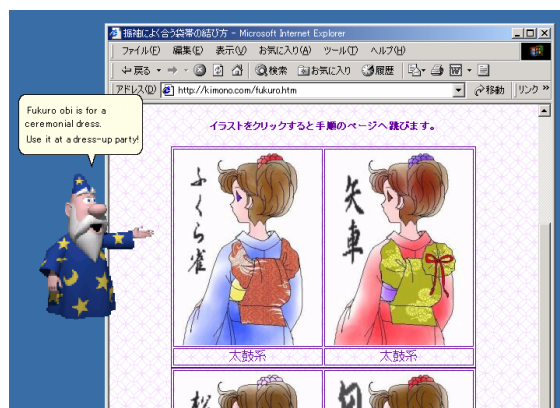 振袖によく合う袋帯の結び方 - Microsoft Internet Explorer
ファイル(F) 編集(E) 表示(V) お気に入り(A) ツール(T) ヘルプ(H)
戻る 検索 お気に入り 履歴
アドレス(D) http://kimono.com/fukuro.htm 移動 リンク »
Fukuro obi is for a
ceremonial dress.
Use it at a dress-up party!
イラストをクリックすると手順のページへ跳びます。
ふくら雀
矢車
太鼓系 太鼓系